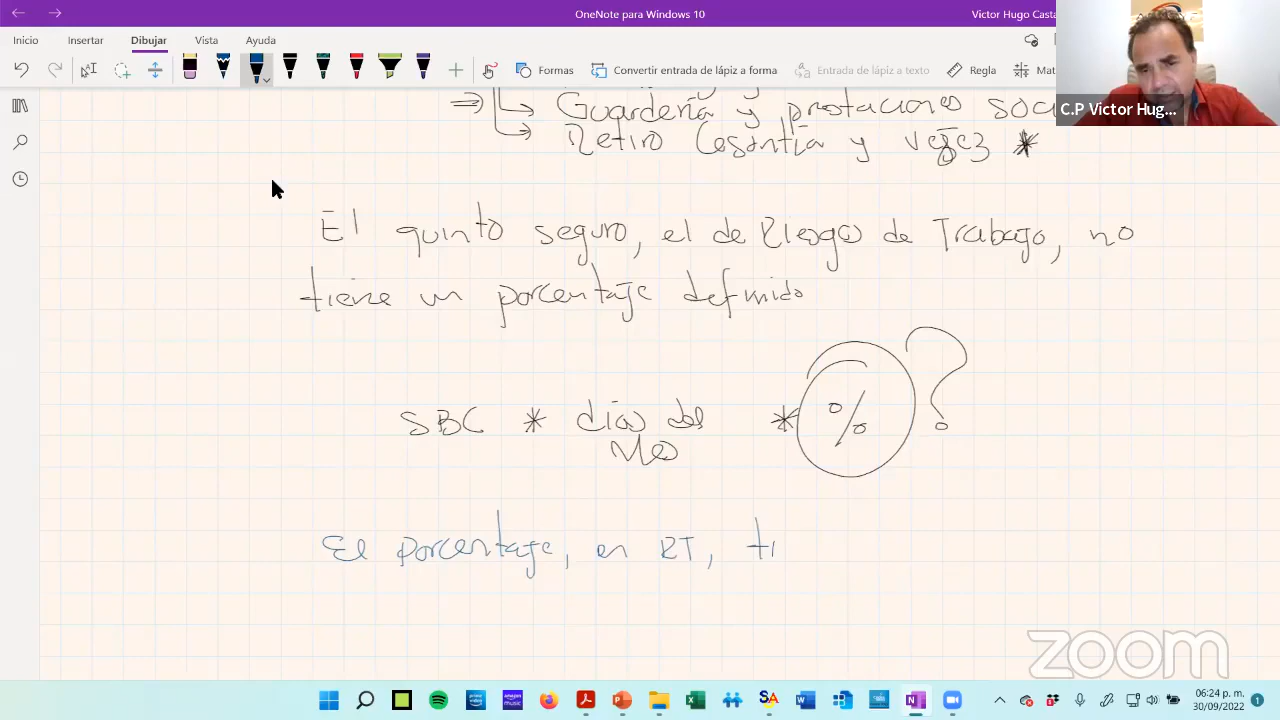 OneNote para Windows 10
Victor Hugo Casta
Inicio Insertar Dibujar Vista Ayuda
Formas Convertir entrada de lápiz a forma Entrada de lápiz a texto Regla Mat
C.P Victor Hug...
⇒ Guardería y prestaciones soc
Retiro Cesantía y vejez *
El quinto seguro, el de Riesgos de Trabajo, no
tiene un porcentaje definido
SBC * días del * % ?
Mes
El porcentaje, en RT, ti
zoom
06:24 p. m.
30/09/2022